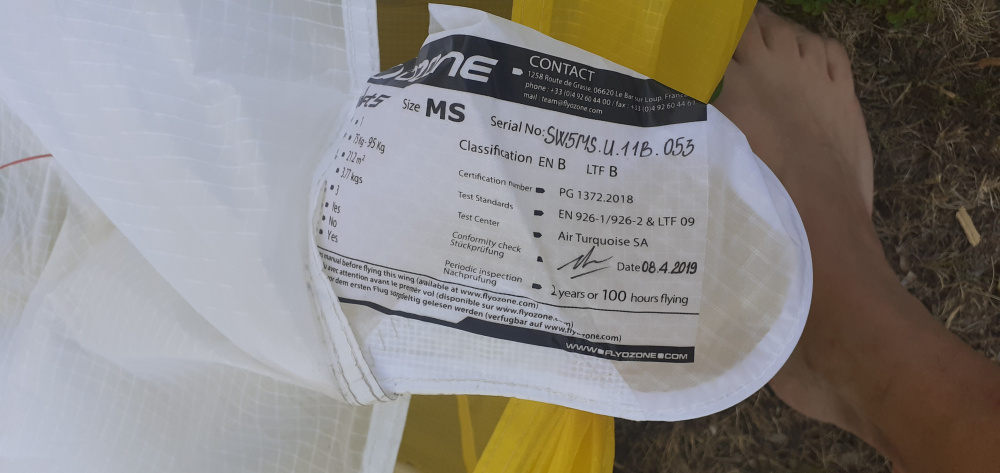 OZONE
CONTACT
1258 Route de Grasse, 06620 Le Bar sur Loup, France
phone : +33 (0)4 92 60 44 00 / fax : +33 (0)4 92 60 44 61
mail : team@flyozone.com
Size MS
Serial No: SW5MS.U.11B.053
Classification EN B LTF B
75Kg - 95 Kg
21.2 m²
3.77 kgs
3
Yes
No
Yes
Certification number PG 1372.2018
Test Standards EN 926-1/926-2 & LTF 09
Test Center Air Turquoise SA
Conformity check
Stückprüfung
Date 08.4.2019
Periodic inspection
Nachprüfung
2 years or 100 hours flying
manual before flying this wing (available at www.flyozone.com)
avec attention avant le premier vol (disponible sur www.flyozone.com)
vor dem ersten Flug sorgfältig gelesen werden (verfugbar auf www.flyozone.com)
WWW.FLYOZONE.COM